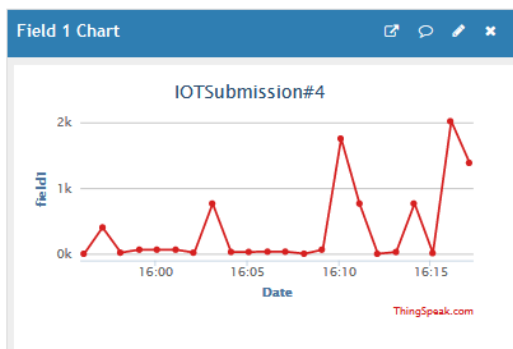 Field 1 Chart
IOTSubmission#4
2k
1k
0k
field1
16:00 16:05 16:10 16:15
Date
ThingSpeak.com